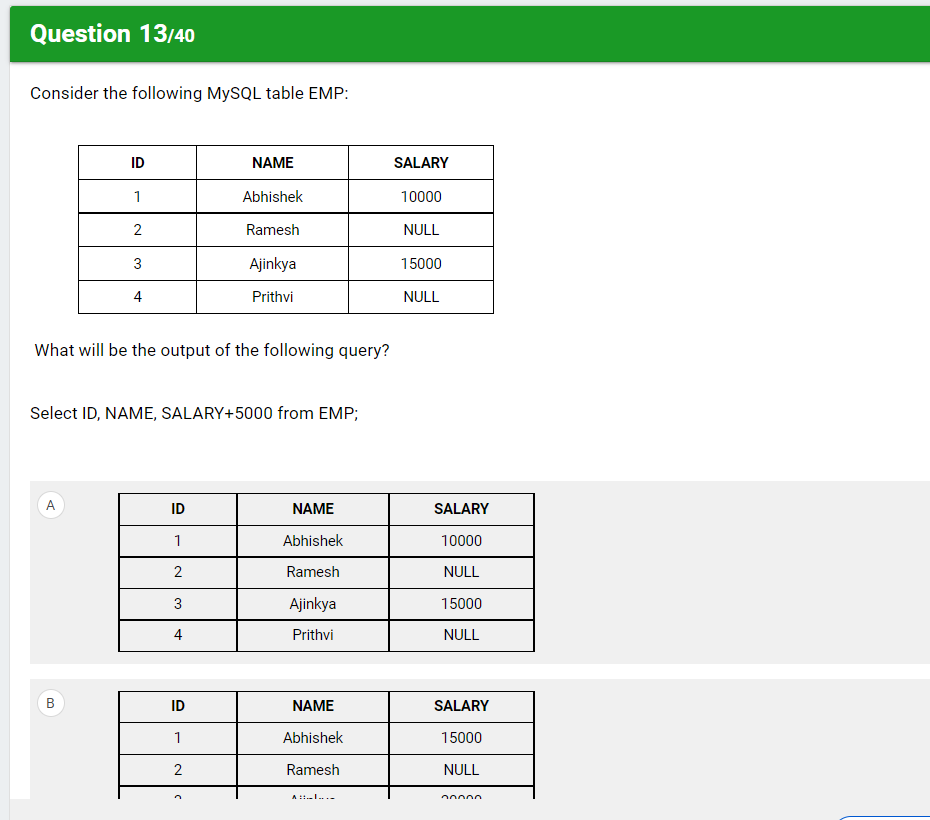 Question 13/40
Consider the following MySQL table EMP:
ID NAME SALARY
1 Abhishek 10000
2 Ramesh NULL
3 Ajinkya 15000
4 Prithvi NULL
What will be the output of the following query?
Select ID, NAME, SALARY+5000 from EMP;
A
ID NAME SALARY
1 Abhishek 10000
2 Ramesh NULL
3 Ajinkya 15000
4 Prithvi NULL
B
ID NAME SALARY
1 Abhishek 15000
2 Ramesh NULL